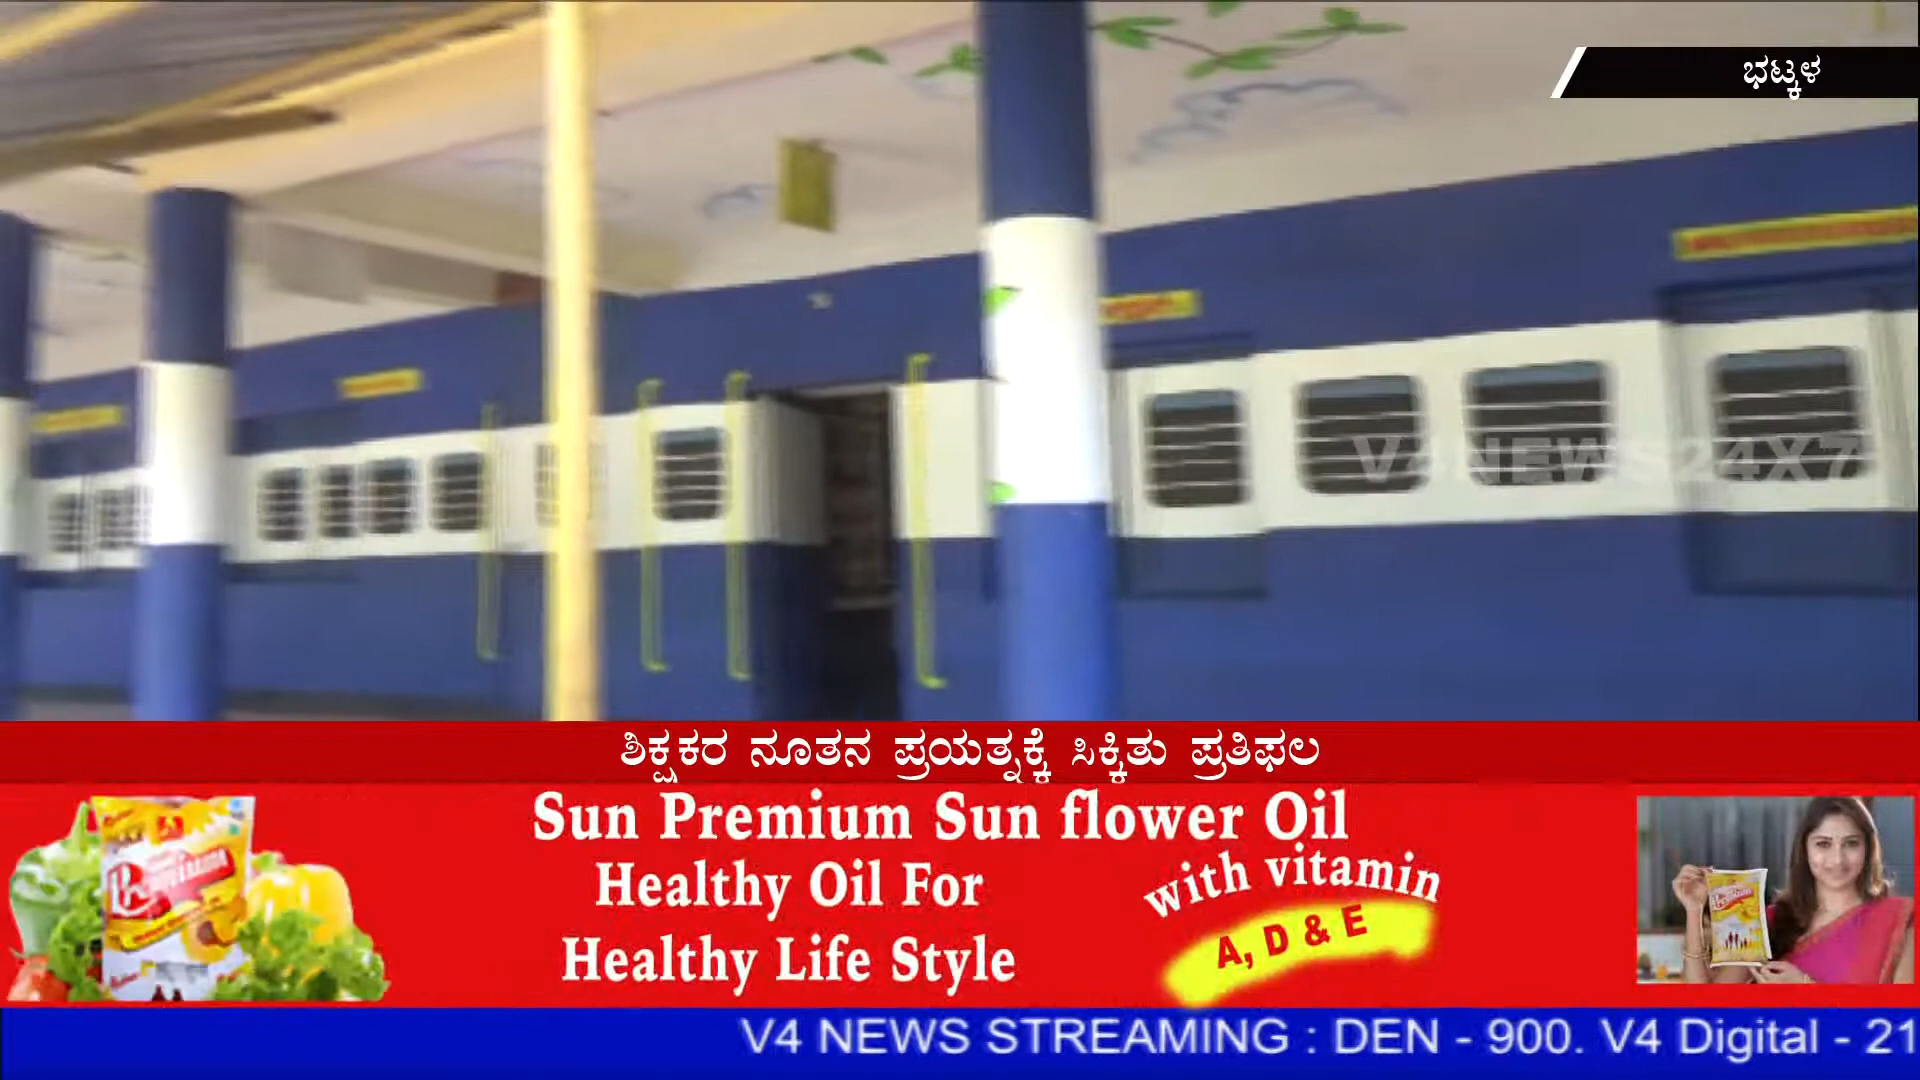 ಭಟ್ಕಳ
V4NEWS24X7
ಶಿಕ್ಷಕರ ನೂತನ ಪ್ರಯತ್ನಕ್ಕೆ ಸಿಕ್ಕಿತು ಪ್ರತಿಫಲ
Sun Premium Sun flower Oil
Healthy Oil For
Healthy Life Style
with vitamin
A, D & E
V4 NEWS STREAMING : DEN - 900. V4 Digital - 21